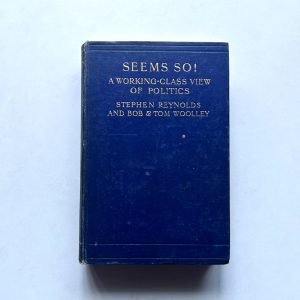 SEEMS SO!
A WORKING-CLASS VIEW
OF POLITICS
STEPHEN REYNOLDS
AND BOB & TOM WOOLLEY